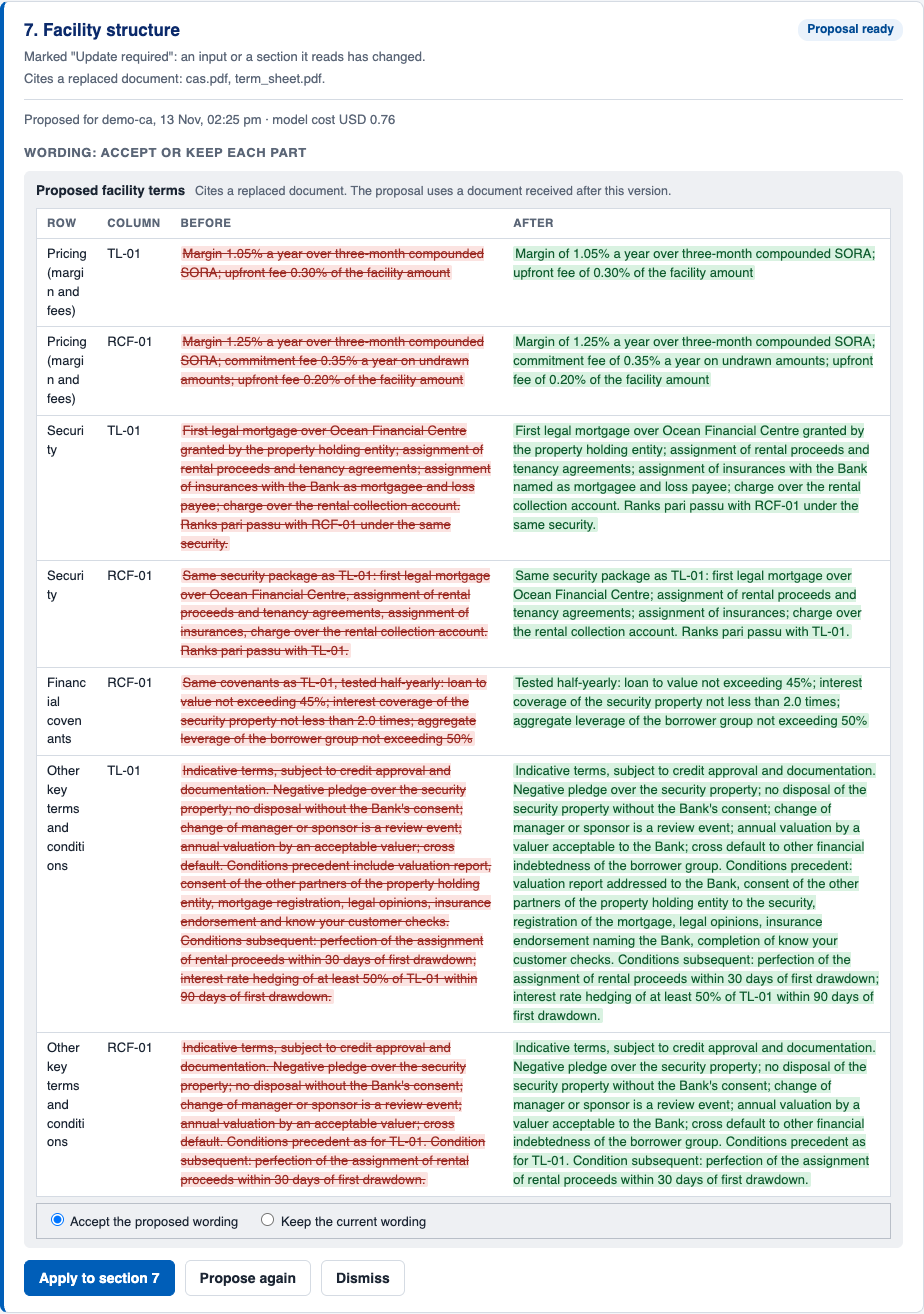 7. Facility structure
Proposal ready
Marked "Update required": an input or a section it reads has changed.
Cites a replaced document: cas.pdf, term_sheet.pdf.
Proposed for demo-ca, 13 Nov, 02:25 pm · model cost USD 0.76
WORDING: ACCEPT OR KEEP EACH PART
Proposed facility terms Cites a replaced document. The proposal uses a document received after this version.
ROW COLUMN BEFORE AFTER
Pricing
(margi
n and
fees)
TL-01
Margin 1.05% a year over three-month compounded
SORA; upfront fee 0.30% of the facility amount
Margin of 1.05% a year over three-month compounded SORA;
upfront fee of 0.30% of the facility amount
Pricing
(margi
n and
fees)
RCF-01
Margin 1.25% a year over three-month compounded
SORA; commitment fee 0.35% a year on undrawn
amounts; upfront fee 0.20% of the facility amount
Margin of 1.25% a year over three-month compounded SORA;
commitment fee of 0.35% a year on undrawn amounts; upfront
fee of 0.20% of the facility amount
Securi
ty
TL-01
First legal mortgage over Ocean Financial Centre
granted by the property holding entity; assignment of
rental proceeds and tenancy agreements; assignment
of insurances with the Bank as mortgagee and loss
payee; charge over the rental collection account.
Ranks pari passu with RCF-01 under the same
security.
First legal mortgage over Ocean Financial Centre granted by
the property holding entity; assignment of rental proceeds and
tenancy agreements; assignment of insurances with the Bank
named as mortgagee and loss payee; charge over the rental
collection account. Ranks pari passu with RCF-01 under the
same security.
Securi
ty
RCF-01
Same security package as TL-01: first legal mortgage
over Ocean Financial Centre, assignment of rental
proceeds and tenancy agreements, assignment of
insurances, charge over the rental collection account.
Ranks pari passu with TL-01.
Same security package as TL-01: first legal mortgage over
Ocean Financial Centre; assignment of rental proceeds and
tenancy agreements; assignment of insurances; charge over
the rental collection account. Ranks pari passu with TL-01.
Financ
ial
coven
ants
RCF-01
Same covenants as TL-01, tested half-yearly: loan to
value not exceeding 45%; interest coverage of the
security property not less than 2.0 times; aggregate
leverage of the borrower group not exceeding 50%
Tested half-yearly: loan to value not exceeding 45%; interest
coverage of the security property not less than 2.0 times;
aggregate leverage of the borrower group not exceeding 50%
Other
key
terms
and
conditi
ons
TL-01
Indicative terms, subject to credit approval and
documentation. Negative pledge over the security
property; no disposal without the Bank's consent;
change of manager or sponsor is a review event;
annual valuation by an acceptable valuer; cross
default. Conditions precedent include valuation report,
consent of the other partners of the property holding
entity, mortgage registration, legal opinions, insurance
endorsement and know your customer checks.
Conditions subsequent: perfection of the assignment
of rental proceeds within 30 days of first drawdown;
interest rate hedging of at least 50% of TL-01 within
90 days of first drawdown.
Indicative terms, subject to credit approval and documentation.
Negative pledge over the security property; no disposal of the
security property without the Bank's consent; change of
manager or sponsor is a review event; annual valuation by a
valuer acceptable to the Bank; cross default to other financial
indebtedness of the borrower group. Conditions precedent:
valuation report addressed to the Bank, consent of the other
partners of the property holding entity to the security,
registration of the mortgage, legal opinions, insurance
endorsement naming the Bank, completion of know your
customer checks. Conditions subsequent: perfection of the
assignment of rental proceeds within 30 days of first drawdown;
interest rate hedging of at least 50% of TL-01 within 90 days of
first drawdown.
Other
key
terms
and
conditi
ons
RCF-01
Indicative terms, subject to credit approval and
documentation. Negative pledge over the security
property; no disposal without the Bank's consent;
change of manager or sponsor is a review event;
annual valuation by an acceptable valuer; cross
default. Conditions precedent as for TL-01. Condition
subsequent: perfection of the assignment of rental
proceeds within 30 days of first drawdown.
Indicative terms, subject to credit approval and documentation.
Negative pledge over the security property; no disposal of the
security property without the Bank's consent; change of
manager or sponsor is a review event; annual valuation by a
valuer acceptable to the Bank; cross default to other financial
indebtedness of the borrower group. Conditions precedent as
for TL-01. Condition subsequent: perfection of the assignment
of rental proceeds within 30 days of first drawdown.
Accept the proposed wording Keep the current wording
Apply to section 7 Propose again Dismiss